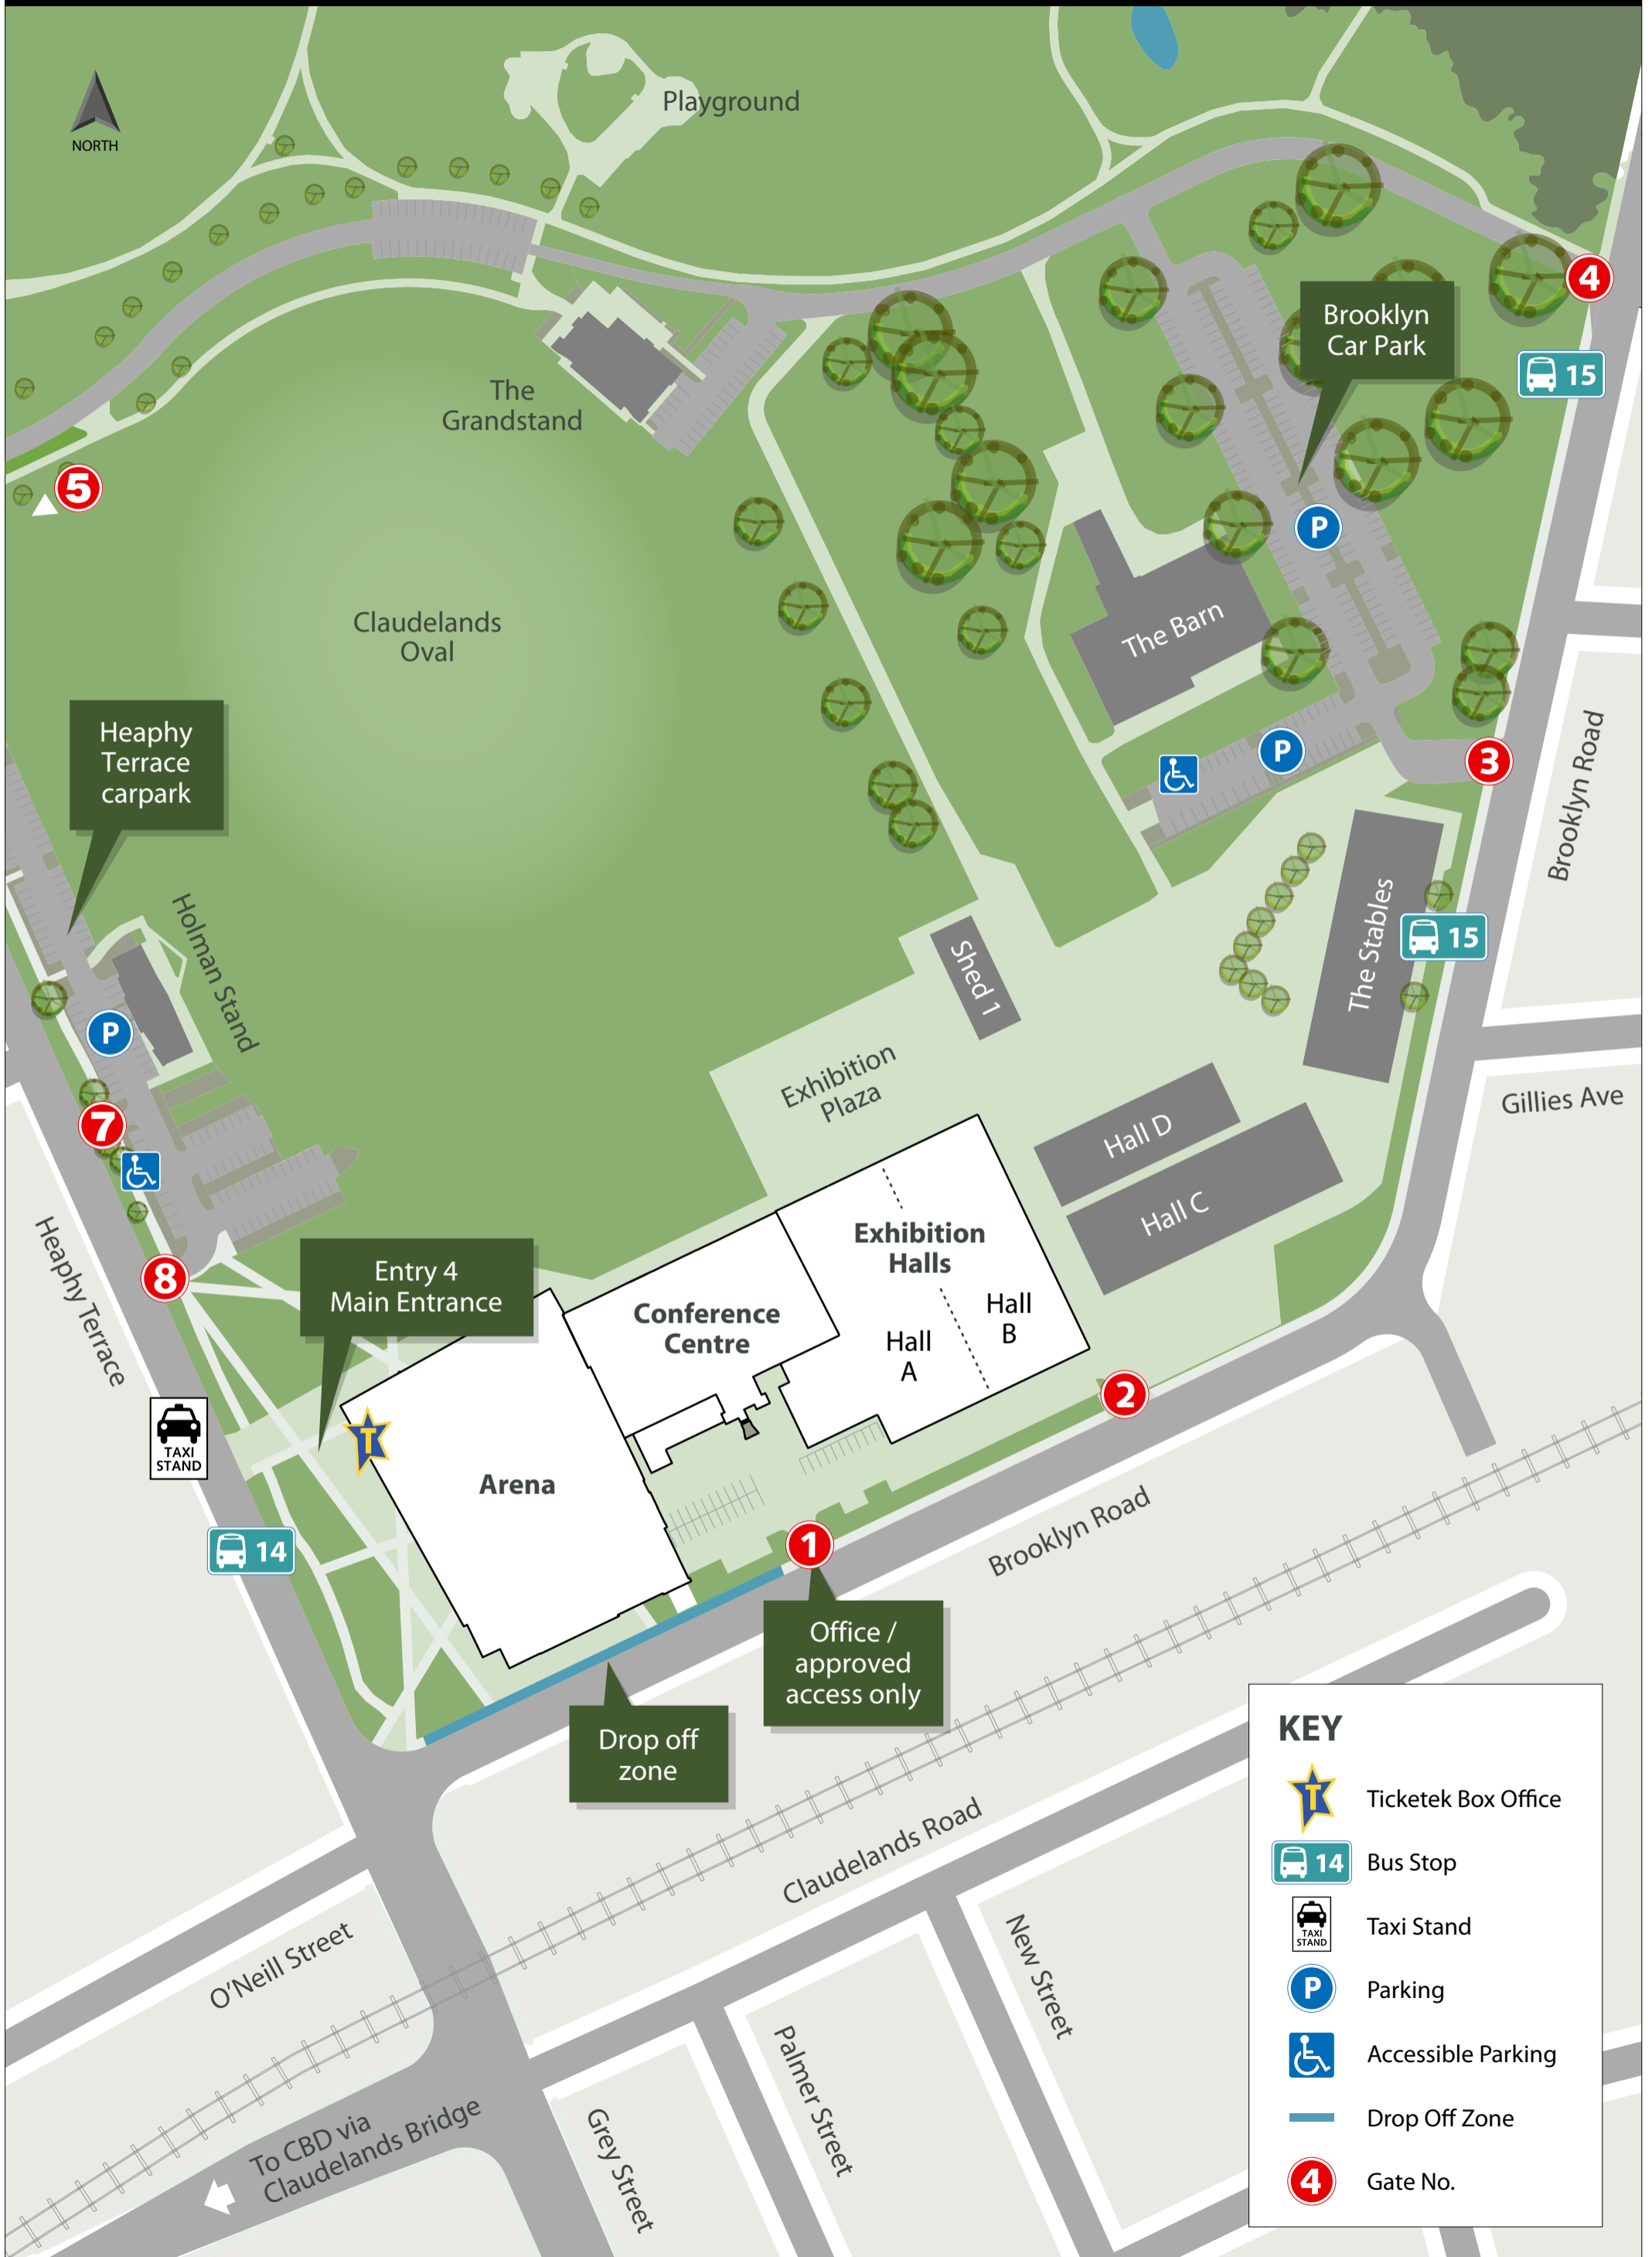 NORTH
Playground
4
Brooklyn
Car Park
15
The
Grandstand
5
P
Claudelands
Oval
The Barn
Heaphy
Terrace
carpark
Brooklyn Road
P
3
Holman Stand
The Stables
15
Shed 1
P
Exhibition
Plaza
Gillies Ave
7
Hall D
Hall C
Heaphy Terrace
8
Entry 4
Main Entrance
Exhibition
Halls
Conference
Centre
Hall
A
Hall
B
2
TAXI
STAND
T
Arena
14
1
Brooklyn Road
Office /
approved
access only
Drop off
zone
Claudelands Road
O'Neill Street
New Street
Palmer Street
Grey Street
To CBD via
Claudelands Bridge
KEY
T Ticketek Box Office
14 Bus Stop
TAXI
STAND
Taxi Stand
P Parking
Accessible Parking
Drop Off Zone
4 Gate No.